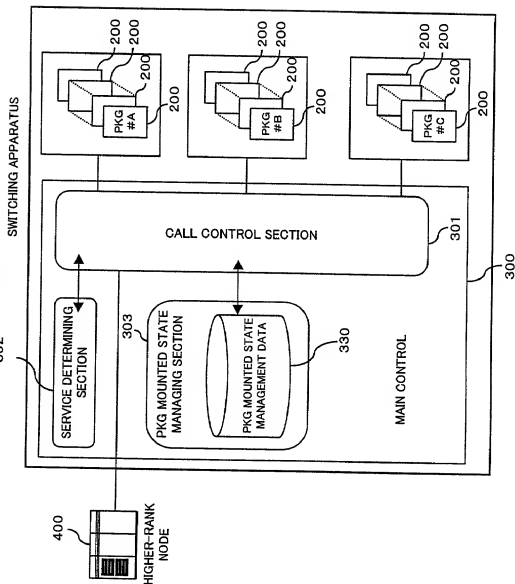 SWITCHING APPARATUS
200
200
200
200
PKG
#A
200
200
200
200
PKG
#B
200
200
200
200
PKG
#C
CALL CONTROL SECTION
301
300
SERVICE DETERMINING
SECTION
303
PKG MOUNTED STATE
MANAGING SECTION
PKG MOUNTED STATE
MANAGEMENT DATA
330
MAIN CONTROL
400
HIGHER-RANK
NODE